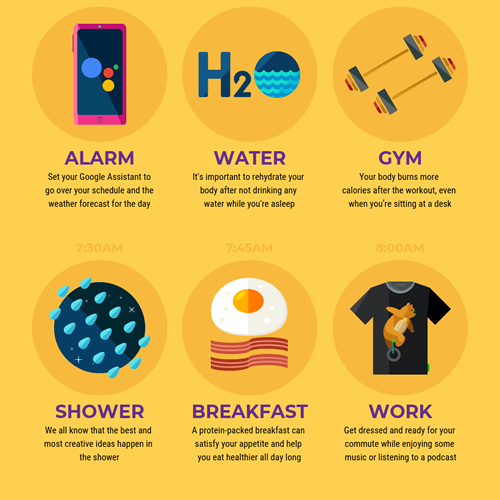 H2O
ALARM
Set your Google Assistant to
go over your schedule and the
weather forecast for the day
WATER
It's important to rehydrate your
body after not drinking any
water while you're asleep
GYM
Your body burns more
calories after the workout, even
when you're sitting at a desk
7:30AM
7:45AM
8:00AM
SHOWER
We all know that the best and
most creative ideas happen in
the shower
BREAKFAST
A protein-packed breakfast can
satisfy your appetite and help
you eat healthier all day long
WORK
Get dressed and ready for your
commute while enjoying some
music or listening to a podcast